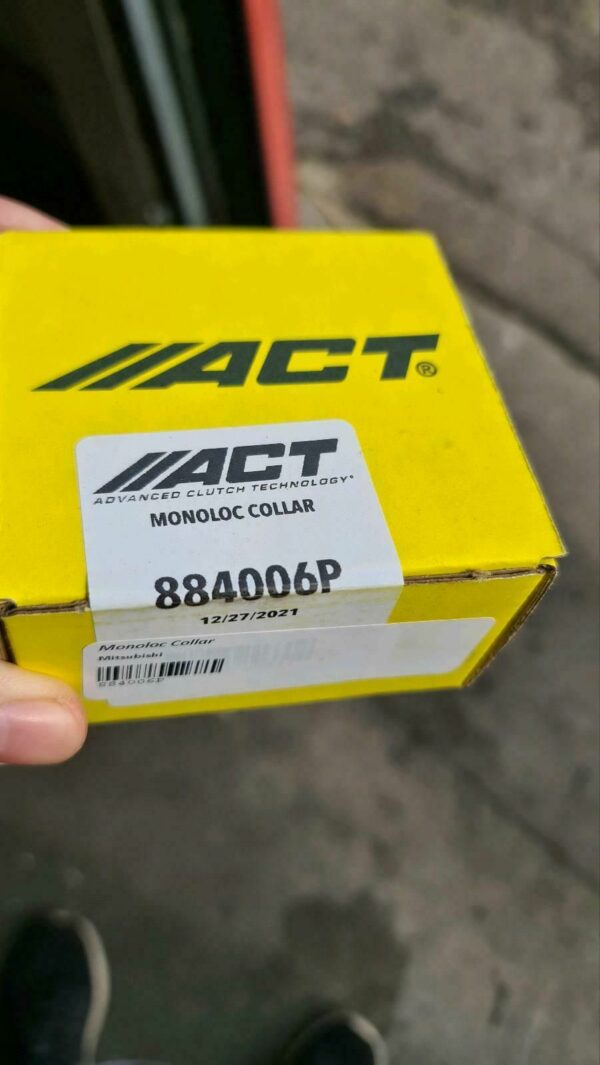 ACT®
ACT
ADVANCED CLUTCH TECHNOLOGY®
MONOLOC COLLAR
884006P
12/27/2021
Monoloc Collar
Mitsubishi
884006P